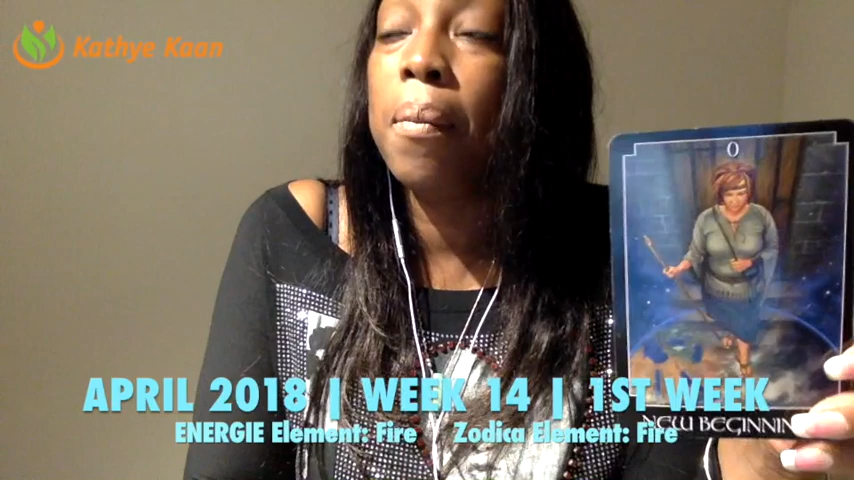 Kathye Kaan
0
APRIL 2018 | WEEK 14 | 1ST WEEK
NEW BEGINNIN
ENERGIE Element: Fire Zodica Element: Fire